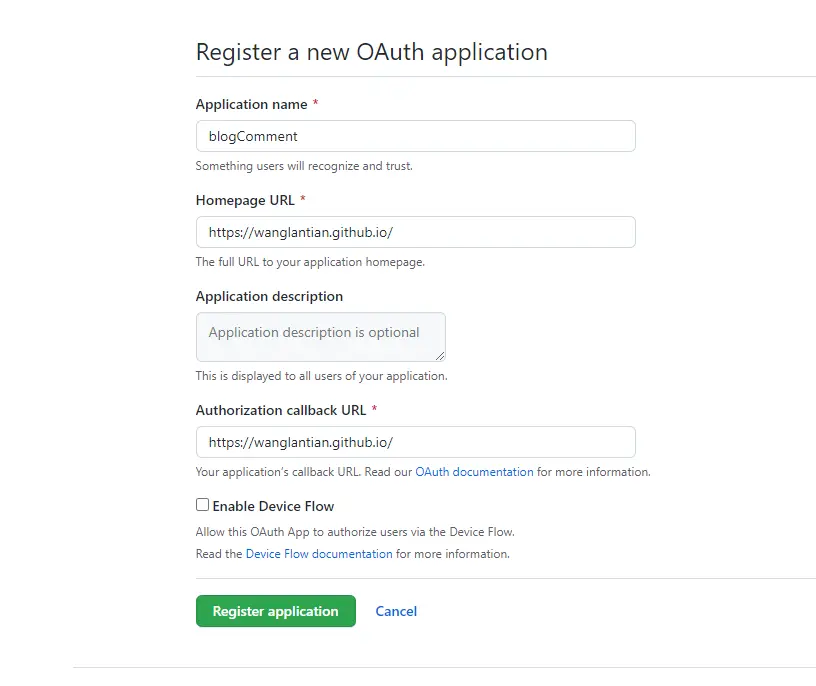 Register a new OAuth application
Application name *
blogComment
Something users will recognize and trust.
Homepage URL *
https://wanglantian.github.io/
The full URL to your application homepage.
Application description
Application description is optional
This is displayed to all users of your application.
Authorization callback URL *
https://wanglantian.github.io/
Your application’s callback URL. Read our OAuth documentation for more information.
Enable Device Flow
Allow this OAuth App to authorize users via the Device Flow.
Read the Device Flow documentation for more information.
Register application Cancel